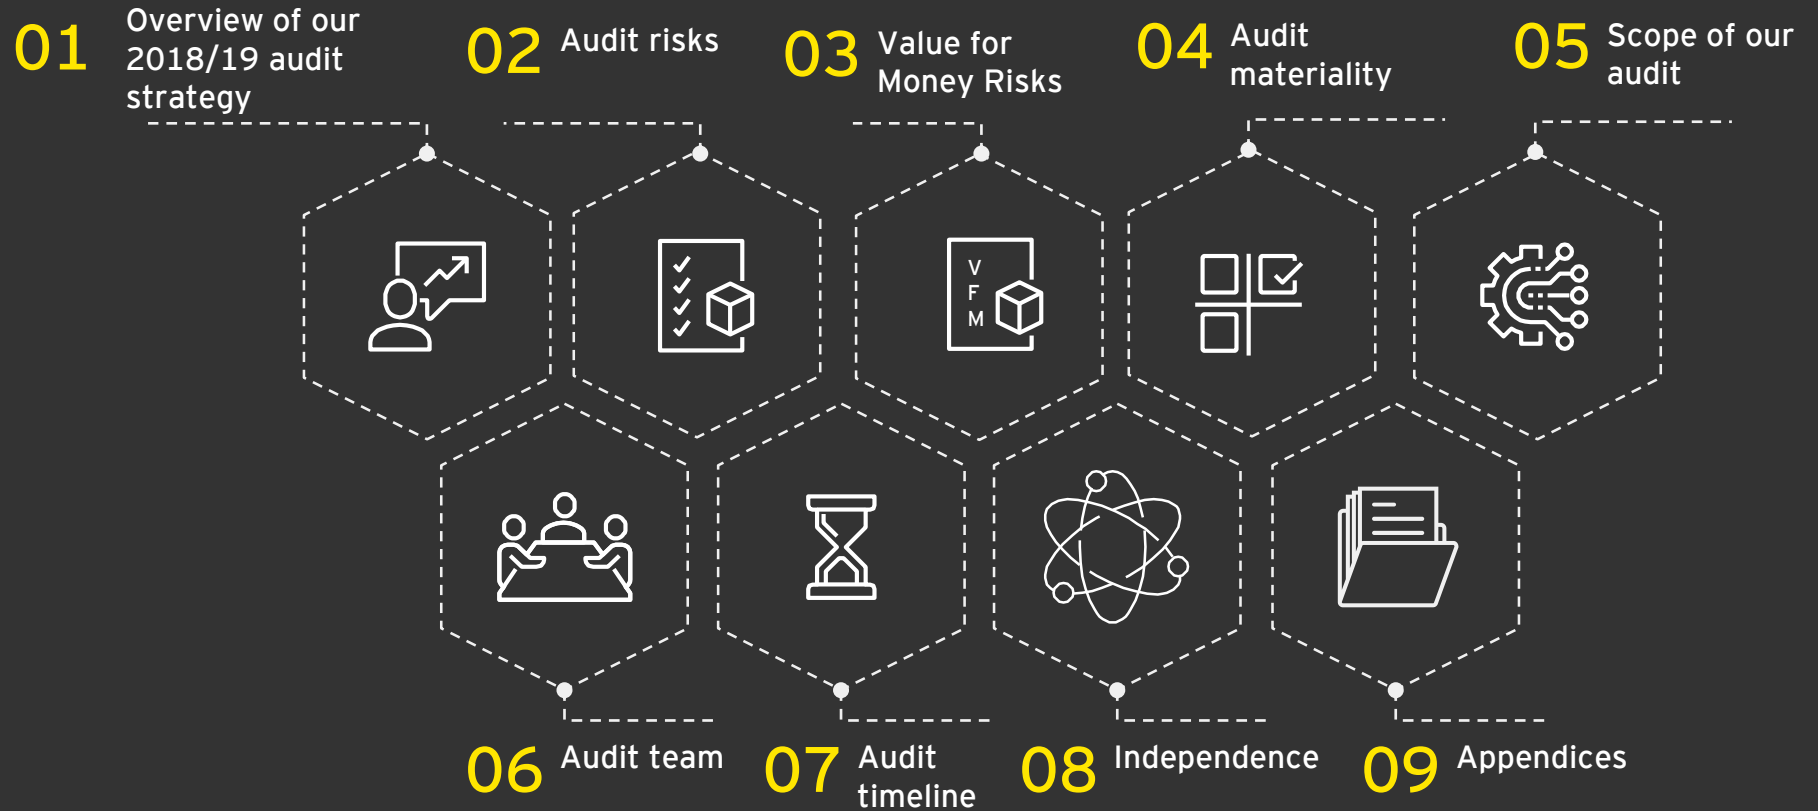 01 Overview of our
2018/19 audit
strategy
02 Audit risks
03 Value for
Money Risks
04 Audit
materiality
05 Scope of our
audit
V
F
M
06 Audit team
07 Audit
timeline
08 Independence
09 Appendices